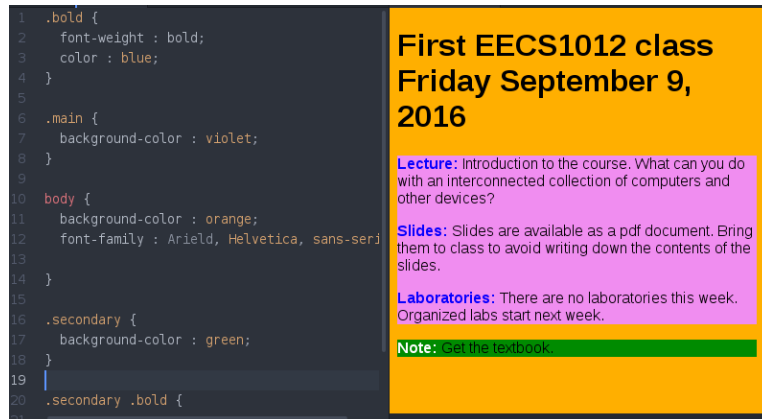 1 .bold {
2 font-weight : bold;
3 color : blue;
4 }
5
6 .main {
7 background-color : violet;
8 }
9
10 body {
11 background-color : orange;
12 font-family : Arield, Helvetica, sans-seri
13
14 }
15
16 .secondary {
17 background-color : green;
18 }
19
20 .secondary .bold {
First EECS1012 class
Friday September 9,
2016
Lecture: Introduction to the course. What can you do
with an interconnected collection of computers and
other devices?
Slides: Slides are available as a pdf document. Bring
them to class to avoid writing down the contents of the
slides.
Laboratories: There are no laboratories this week.
Organized labs start next week.
Note: Get the textbook.